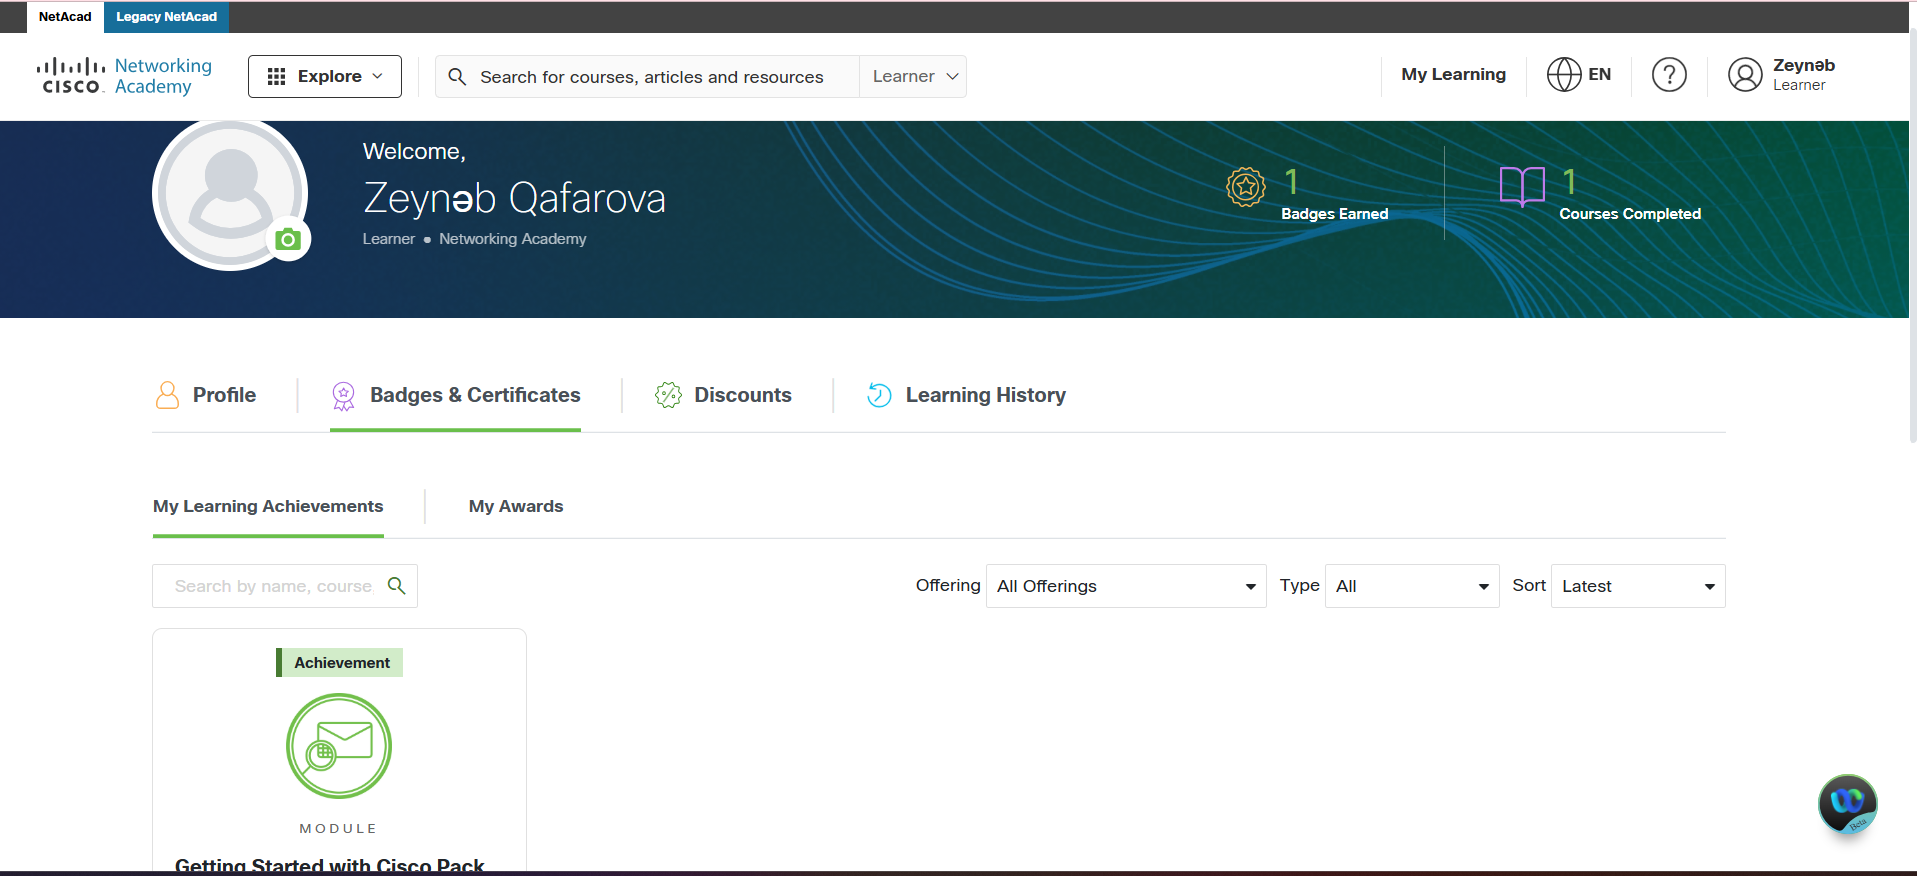 NetAcad Legacy NetAcad
CISCO Networking Academy
Explore
Search for courses, articles and resources Learner
My Learning EN ? Zeynəb
Learner
Welcome,
Zeynəb Qafarova
Learner • Networking Academy
1
Badges Earned
1
Courses Completed
Profile Badges & Certificates Discounts Learning History
My Learning Achievements My Awards
Search by name, course, Offering All Offerings Type All Sort Latest
Achievement
MODULE
Getting Started with Cisco Pack
Beta